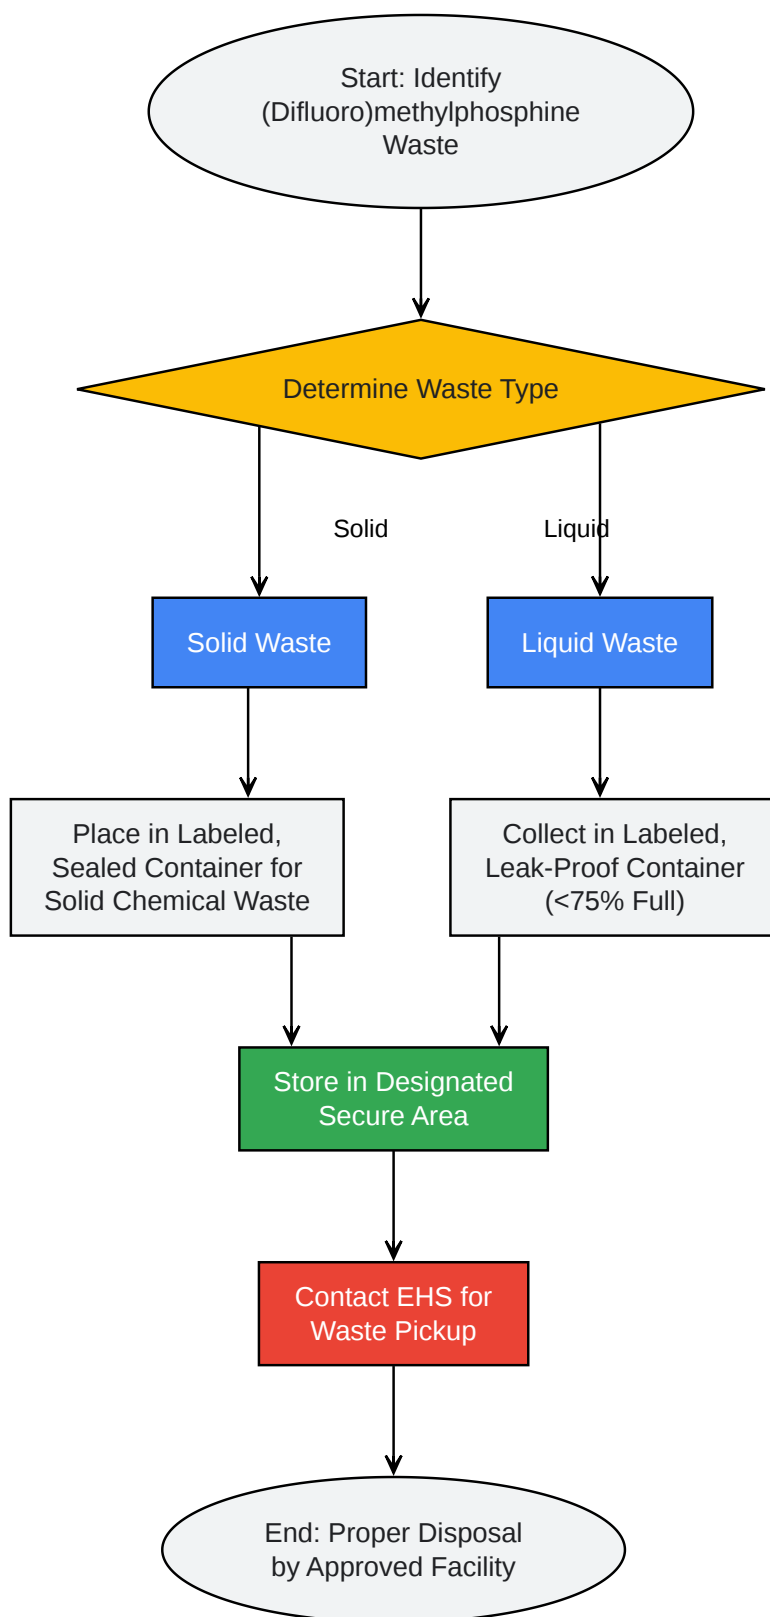 Start: Identify
(Difluoro)methylphosphine
Waste
Determine Waste Type
Solid
Liquid
Solid Waste
Liquid Waste
Place in Labeled,
Sealed Container for
Solid Chemical Waste
Collect in Labeled,
Leak-Proof Container
(<75% Full)
Store in Designated
Secure Area
Contact EHS for
Waste Pickup
End: Proper Disposal
by Approved Facility